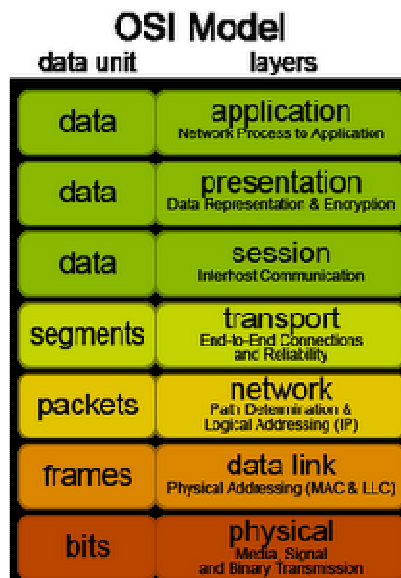 OSI Model
data unit layers
data application
Network Process to Application
data presentation
Data Representation & Encryption
data session
Interhost Communication
segments transport
End-to-End Connections
and Reliability
packets network
Path Determination &
Logical Addressing (IP)
frames data link
Physical Addressing (MAC & LLC)
bits physical
Media, Signal
and Binary Transmission